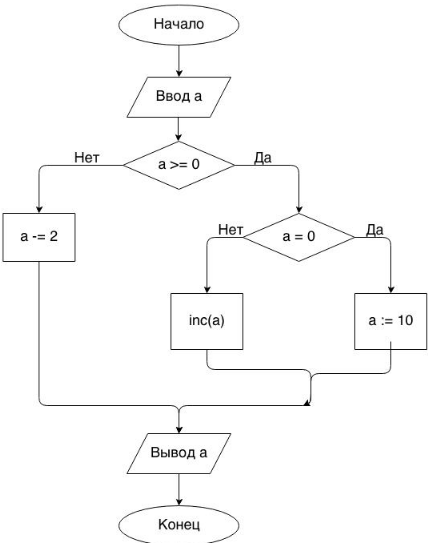 Начало
Ввод a
Нет
a >= 0
Да
a -= 2
Нет
a = 0
Да
inc(a)
a := 10
Вывод a
Конец